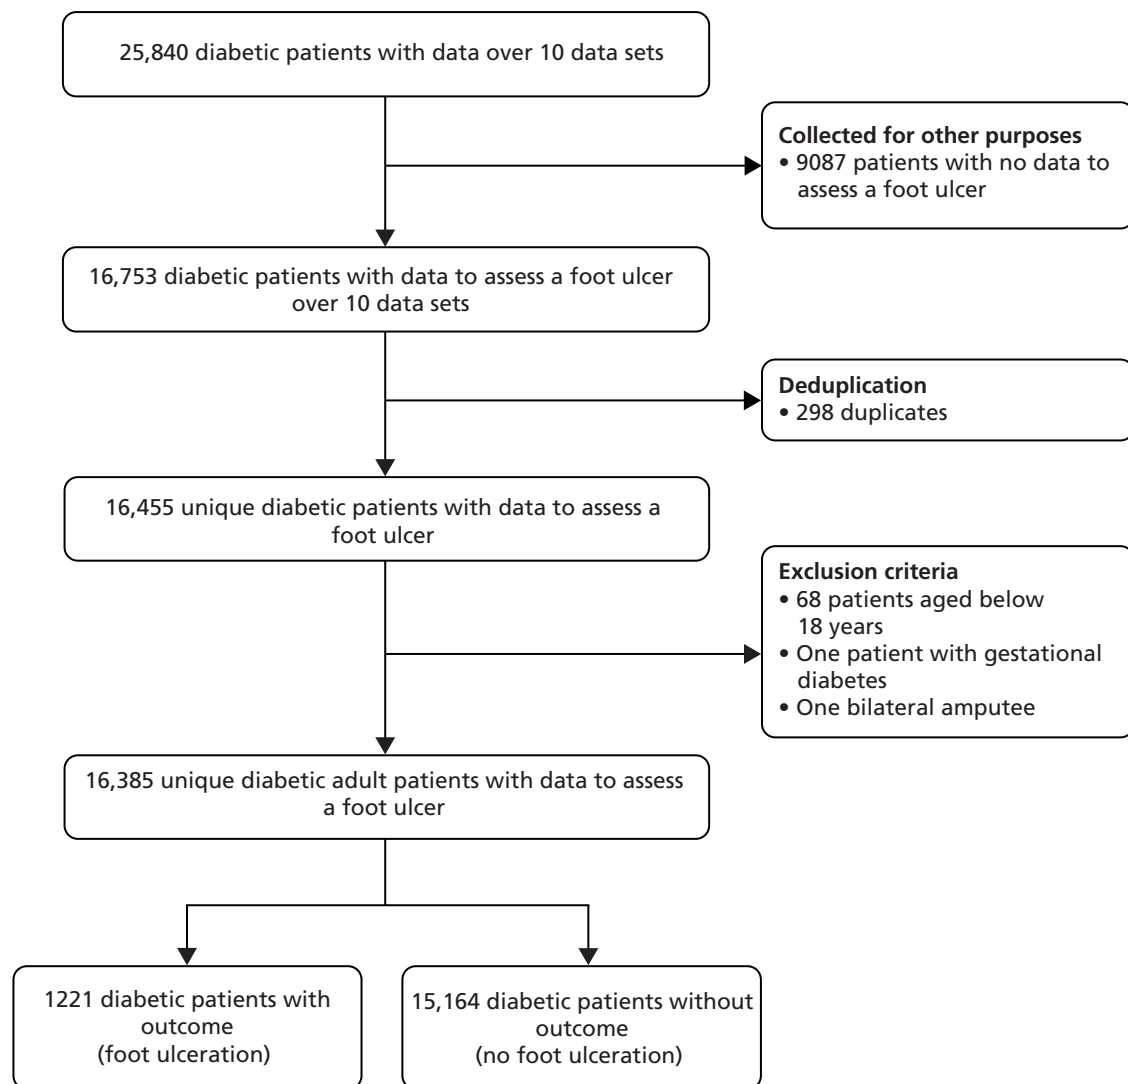 25,840 diabetic patients with data over 10 data sets
Collected for other purposes
• 9087 patients with no data to
assess a foot ulcer
16,753 diabetic patients with data to assess a foot ulcer
over 10 data sets
Deduplication
• 298 duplicates
16,455 unique diabetic patients with data to assess a
foot ulcer
Exclusion criteria
• 68 patients aged below
18 years
• One patient with gestational
diabetes
• One bilateral amputee
16,385 unique diabetic adult patients with data to assess
a foot ulcer
1221 diabetic patients with
outcome
(foot ulceration)
15,164 diabetic patients without
outcome
(no foot ulceration)